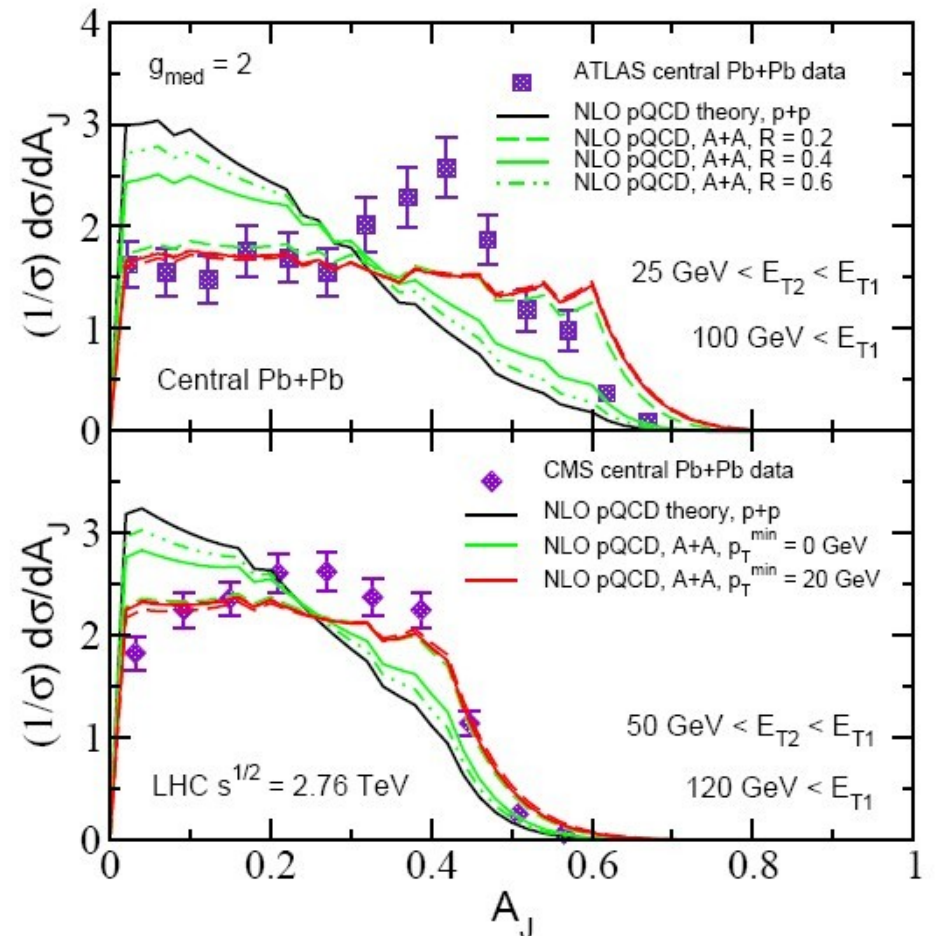 4
g_med = 2
ATLAS central Pb+Pb data
NLO pQCD theory, p+p
NLO pQCD, A+A, R = 0.2
NLO pQCD, A+A, R = 0.4
NLO pQCD, A+A, R = 0.6
3
(1/σ) dσ/dA_J
2
25 GeV < E_T2 < E_T1
1
100 GeV < E_T1
Central Pb+Pb
0
CMS central Pb+Pb data
NLO pQCD theory, p+p
NLO pQCD, A+A, p_T^min = 0 GeV
NLO pQCD, A+A, p_T^min = 20 GeV
3
(1/σ) dσ/dA_J
2
50 GeV < E_T2 < E_T1
1
LHC s^1/2 = 2.76 TeV
120 GeV < E_T1
0
0 0.2 0.4 0.6 0.8 1
A_J